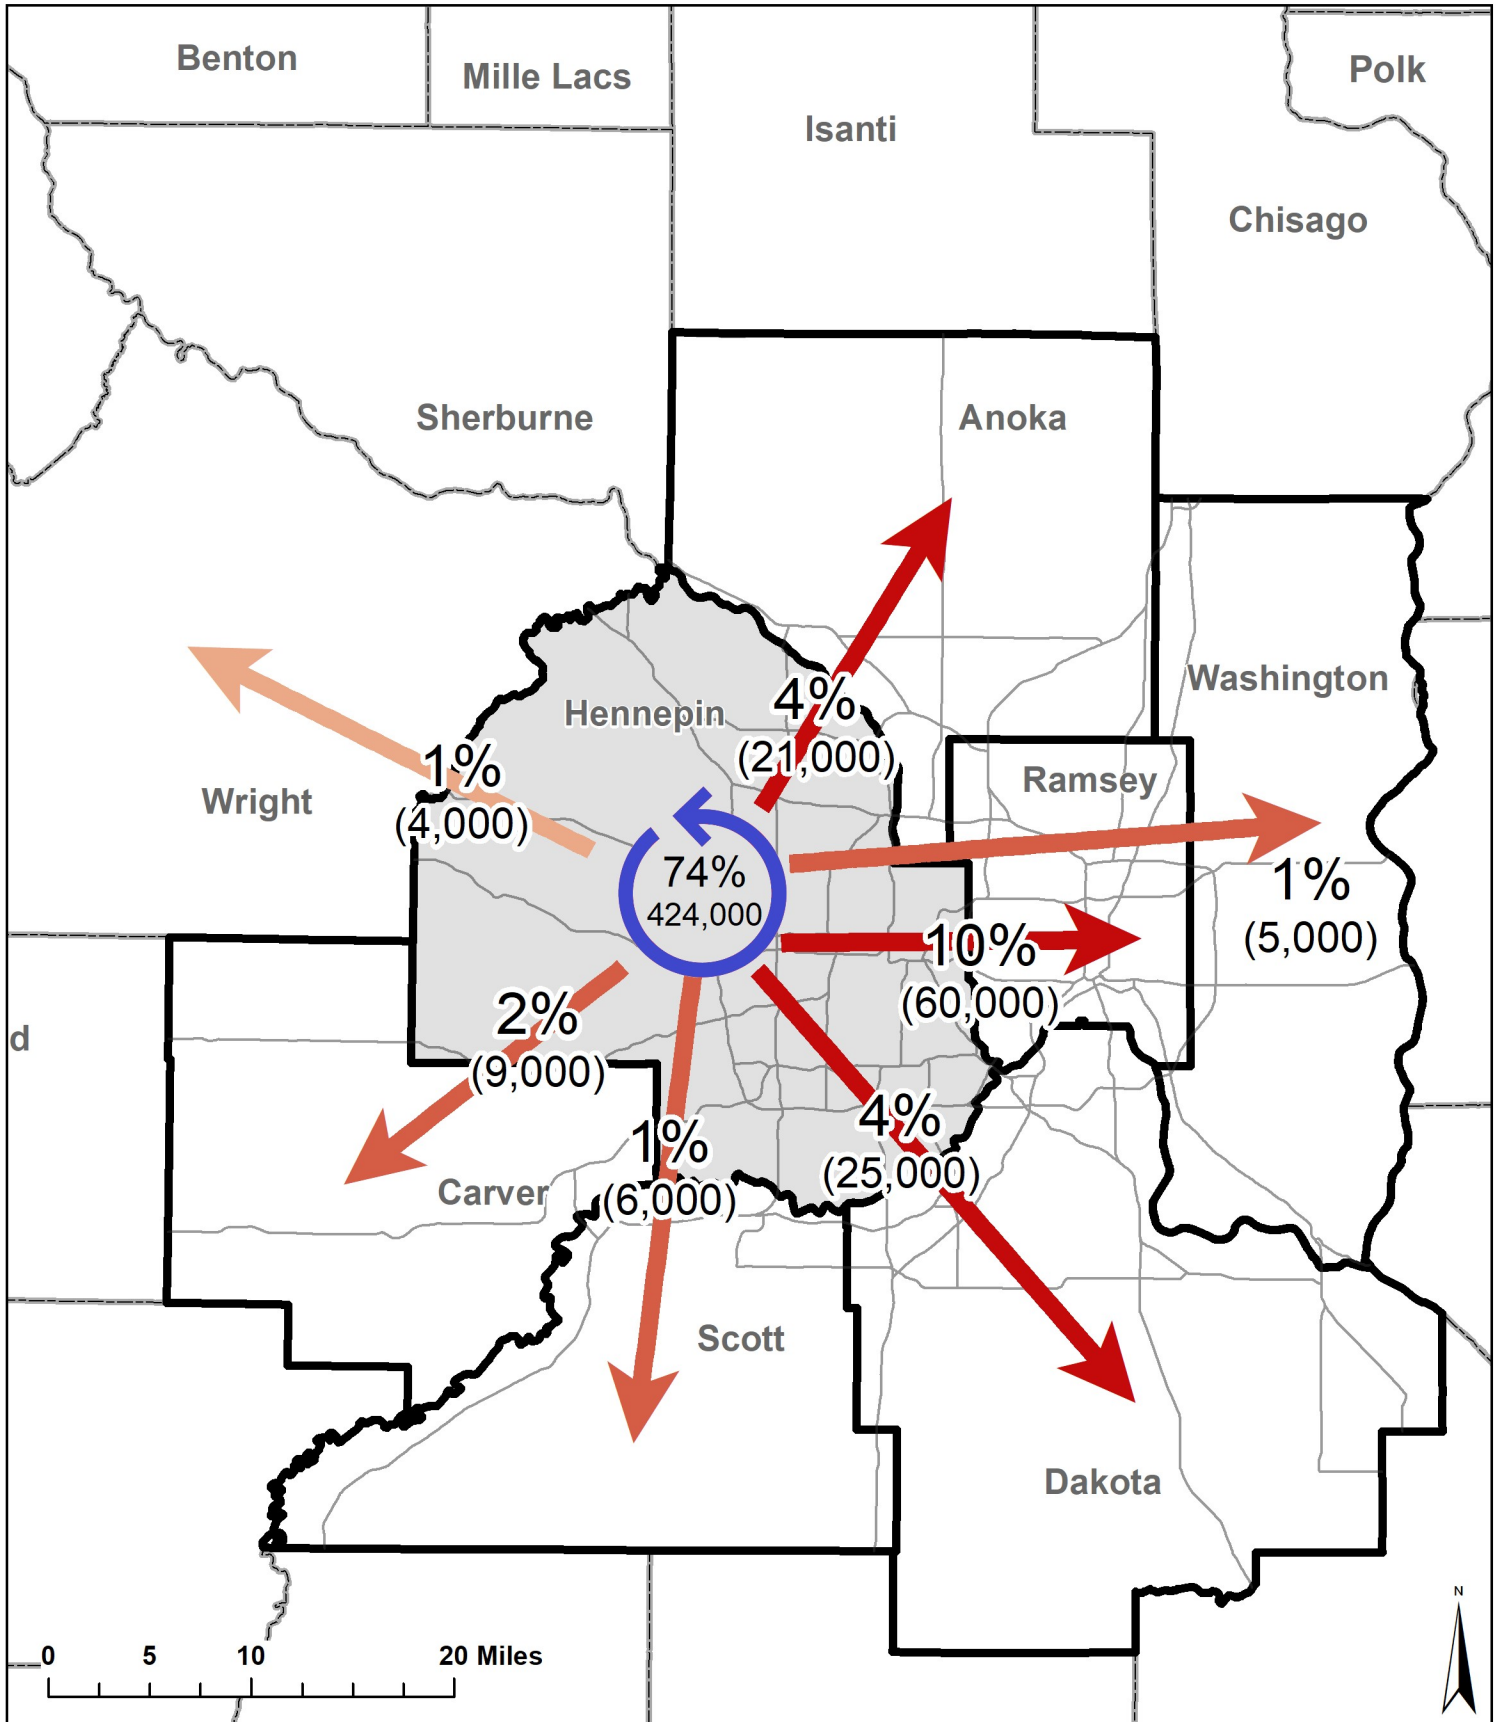 Benton
Mille Lacs
Polk
Isanti
Chisago
Sherburne
Anoka
Washington
Hennepin
4%
(21,000)
1%
(4,000)
Wright
Ramsey
74%
424,000
1%
(5,000)
10%
(60,000)
2%
(9,000)
d
4%
(25,000)
1%
(6,000)
Carver
Scott
Dakota
N
0 5 10 20 Miles